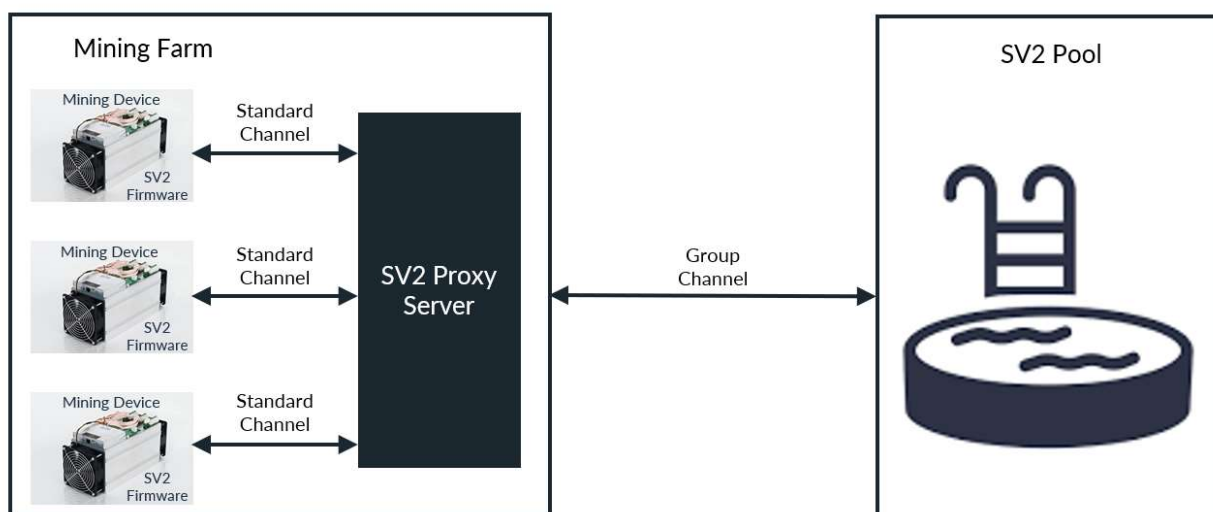 Mining Farm
Mining Device
SV2
Firmware
Standard
Channel
Mining Device
SV2
Firmware
Standard
Channel
Mining Device
SV2
Firmware
Standard
Channel
SV2 Proxy
Server
Group
Channel
SV2 Pool